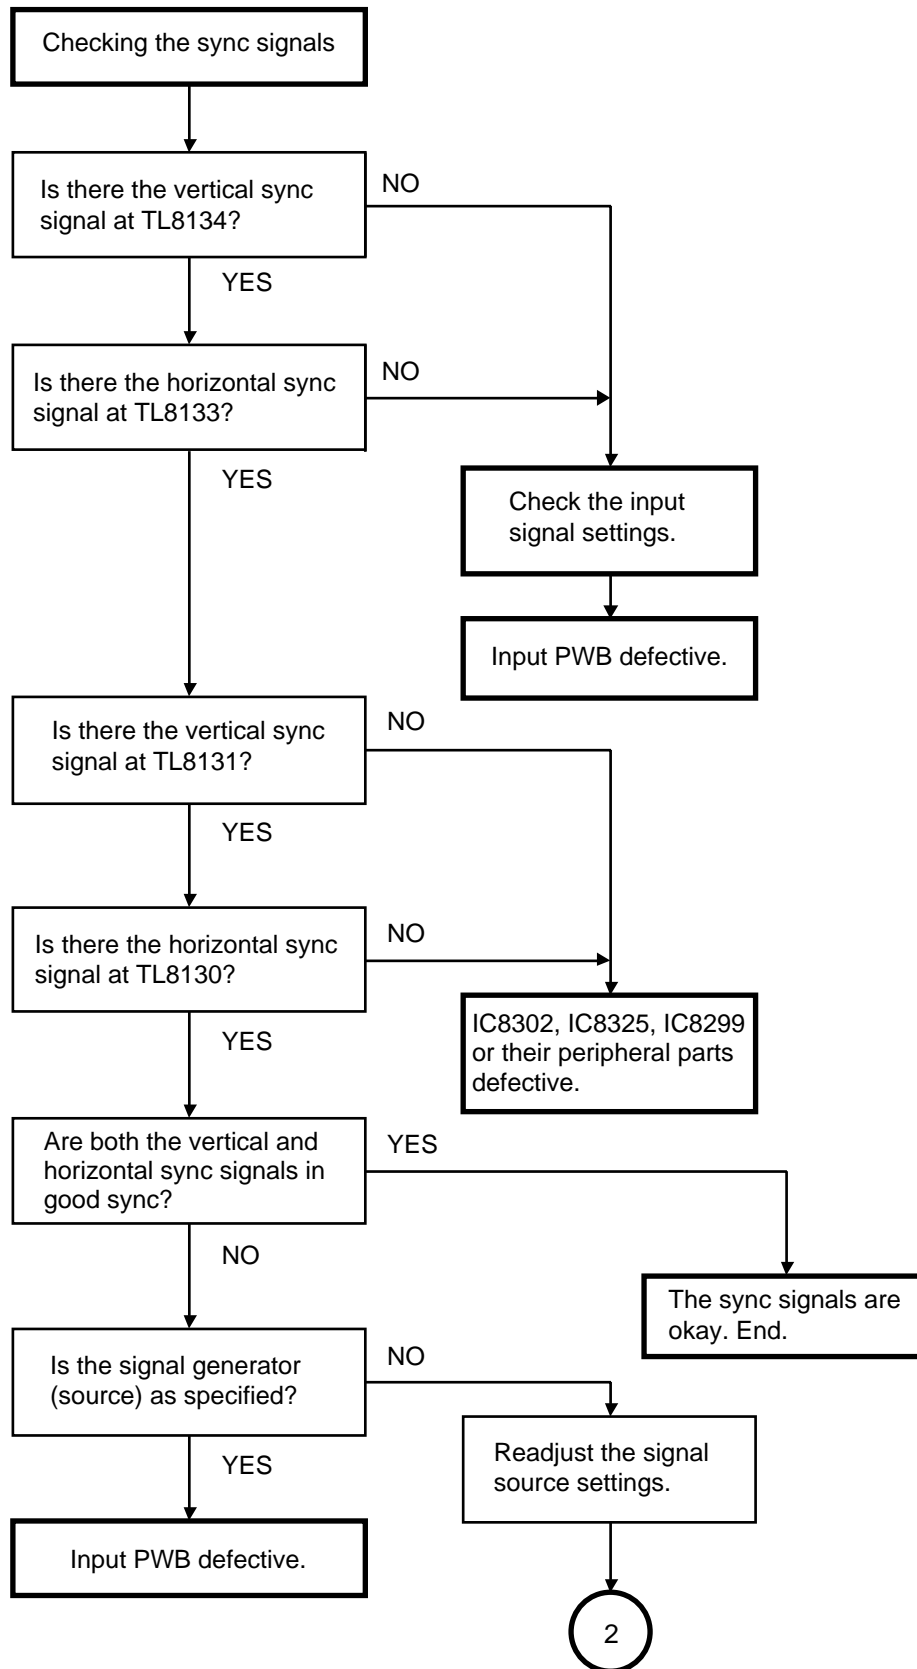 Checking the sync signals
Is there the vertical sync
signal at TL8134?
NO
YES
Is there the horizontal sync
signal at TL8133?
NO
YES
Check the input
signal settings.
Input PWB defective.
Is there the vertical sync
signal at TL8131?
NO
YES
Is there the horizontal sync
signal at TL8130?
NO
YES
IC8302, IC8325, IC8299
or their peripheral parts
defective.
Are both the vertical and
horizontal sync signals in
good sync?
YES
NO
The sync signals are
okay. End.
Is the signal generator
(source) as specified?
NO
YES
Readjust the signal
source settings.
Input PWB defective.
2